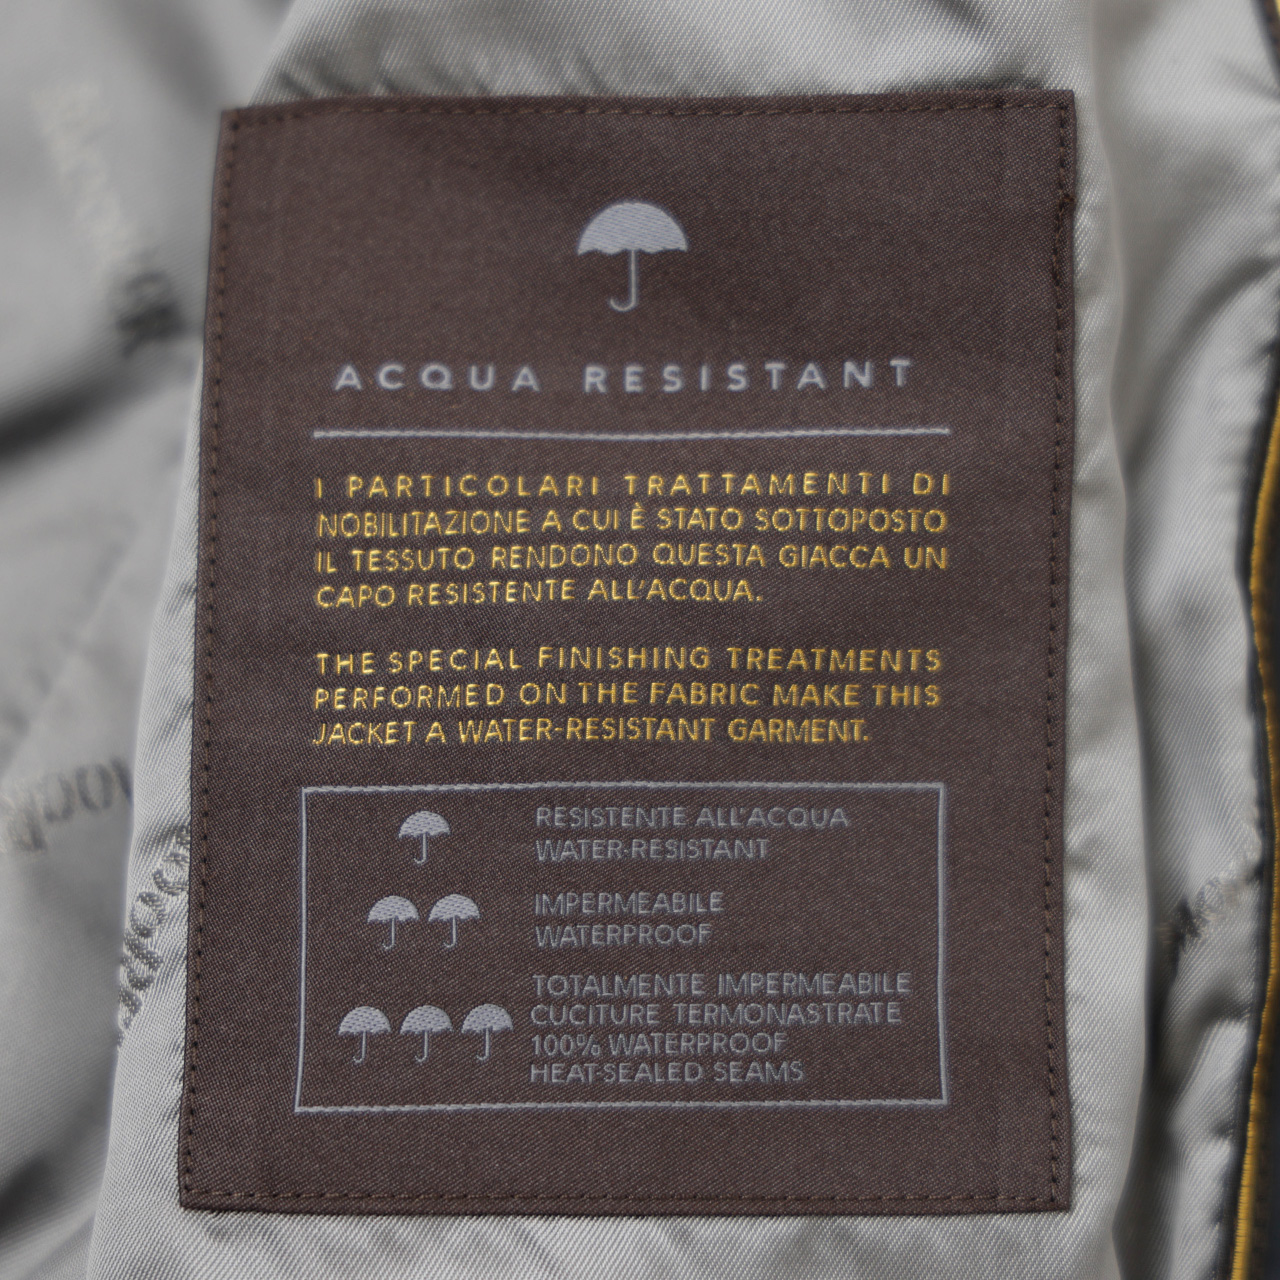 ACQUA RESISTANT
I PARTICOLARI TRATTAMENTI DI
NOBILITAZIONE A CUI È STATO SOTTOPOSTO
IL TESSUTO RENDONO QUESTA GIACCA UN
CAPO RESISTENTE ALL'ACQUA.
THE SPECIAL FINISHING TREATMENTS
PERFORMED ON THE FABRIC MAKE THIS
JACKET A WATER-RESISTANT GARMENT.
RESISTENTE ALL'ACQUA
WATER-RESISTANT
IMPERMEABILE
WATERPROOF
TOTALMENTE IMPERMEABILE
CUCITURE TERMONASTRATE
100% WATERPROOF
HEAT-SEALED SEAMS